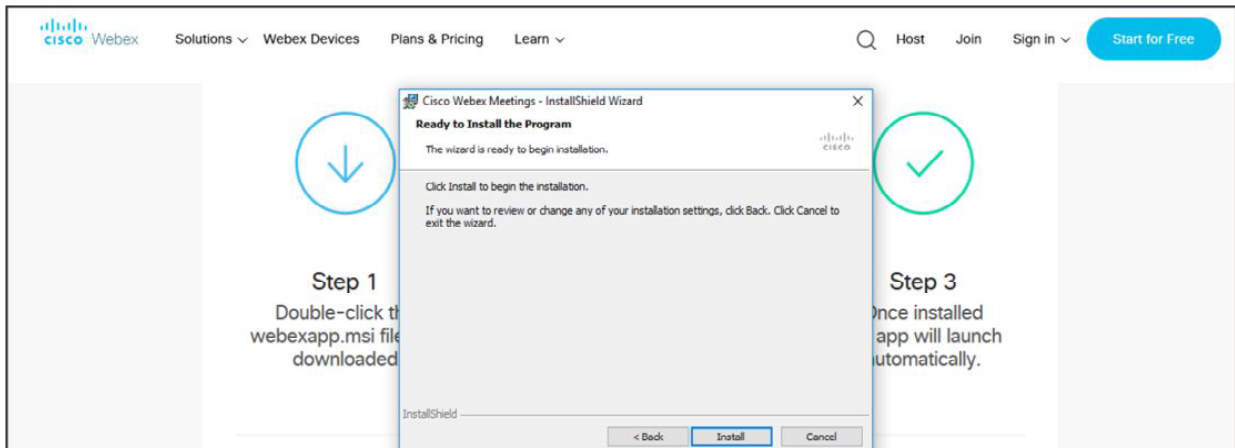 cisco Webex Solutions Webex Devices Plans & Pricing Learn Host Join Sign in Start for Free
Cisco Webex Meetings - InstallShield Wizard
Ready to Install the Program
The wizard is ready to begin installation.
cisco
Click Install to begin the installation.
If you want to review or change any of your installation settings, click Back. Click Cancel to
exit the wizard.
InstallShield
< Back Install Cancel
Step 1
Double-click
webexapp.msi
downloaded
Step 3
installed
app will launch
automatically.